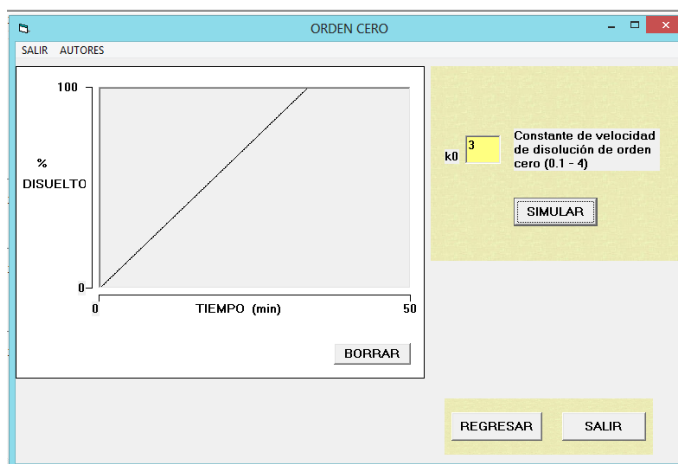 ORDEN CERO
SALIR AUTORES
100
%
DISUELTO
0
0 TIEMPO (min) 50
BORRAR
k0 3
Constante de velocidad
de disolución de orden
cero (0.1 - 4)
SIMULAR
REGRESAR SALIR